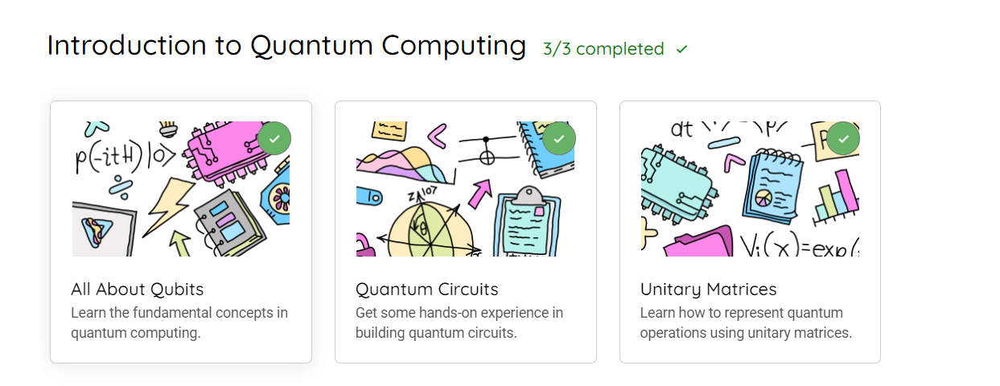 Introduction to Quantum Computing 3/3 completed ✓
p(-itH)|0>
z |0>
θ
dt
Vi(x)=exp(-
All About Qubits
Learn the fundamental concepts in
quantum computing.
Quantum Circuits
Get some hands-on experience in
building quantum circuits.
Unitary Matrices
Learn how to represent quantum
operations using unitary matrices.